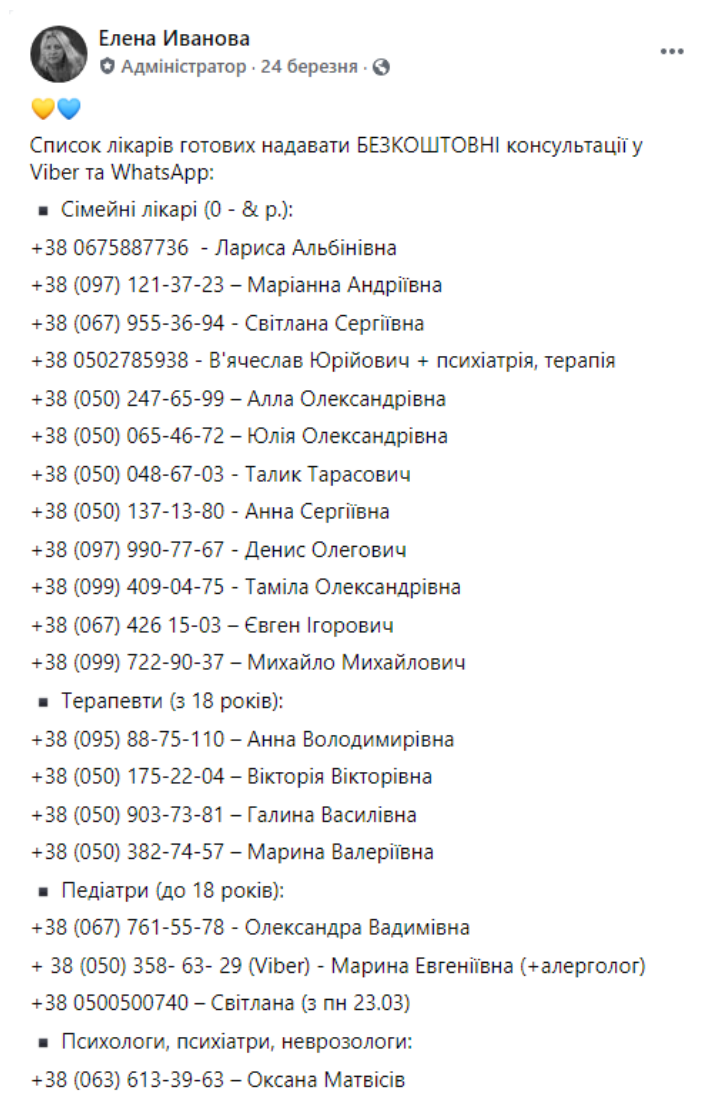 Елена Иванова
Адміністратор · 24 березня ·
💛💙
Список лікарів готових надавати БЕЗКОШТОВНІ консультації у
Viber та WhatsApp:
▪ Сімейні лікарі (0 - & р.):
+38 0675887736 - Лариса Альбінівна
+38 (097) 121-37-23 – Маріанна Андріївна
+38 (067) 955-36-94 - Світлана Сергіївна
+38 0502785938 - В'ячеслав Юрійович + психіатрія, терапія
+38 (050) 247-65-99 – Алла Олександрівна
+38 (050) 065-46-72 – Юлія Олександрівна
+38 (050) 048-67-03 - Талик Тарасович
+38 (050) 137-13-80 - Анна Сергіївна
+38 (097) 990-77-67 - Денис Олегович
+38 (099) 409-04-75 - Таміла Олександрівна
+38 (067) 426 15-03 – Євген Ігорович
+38 (099) 722-90-37 – Михайло Михайлович
▪ Терапевти (з 18 років):
+38 (095) 88-75-110 – Анна Володимирівна
+38 (050) 175-22-04 – Вікторія Вікторівна
+38 (050) 903-73-81 – Галина Василівна
+38 (050) 382-74-57 – Марина Валеріївна
▪ Педіатри (до 18 років):
+38 (067) 761-55-78 - Олександра Вадимівна
+ 38 (050) 358- 63- 29 (Viber) - Марина Евгеніївна (+алерголог)
+38 0500500740 – Світлана (з пн 23.03)
▪ Психологи, психіатри, неврозологи:
+38 (063) 613-39-63 – Оксана Матвісів